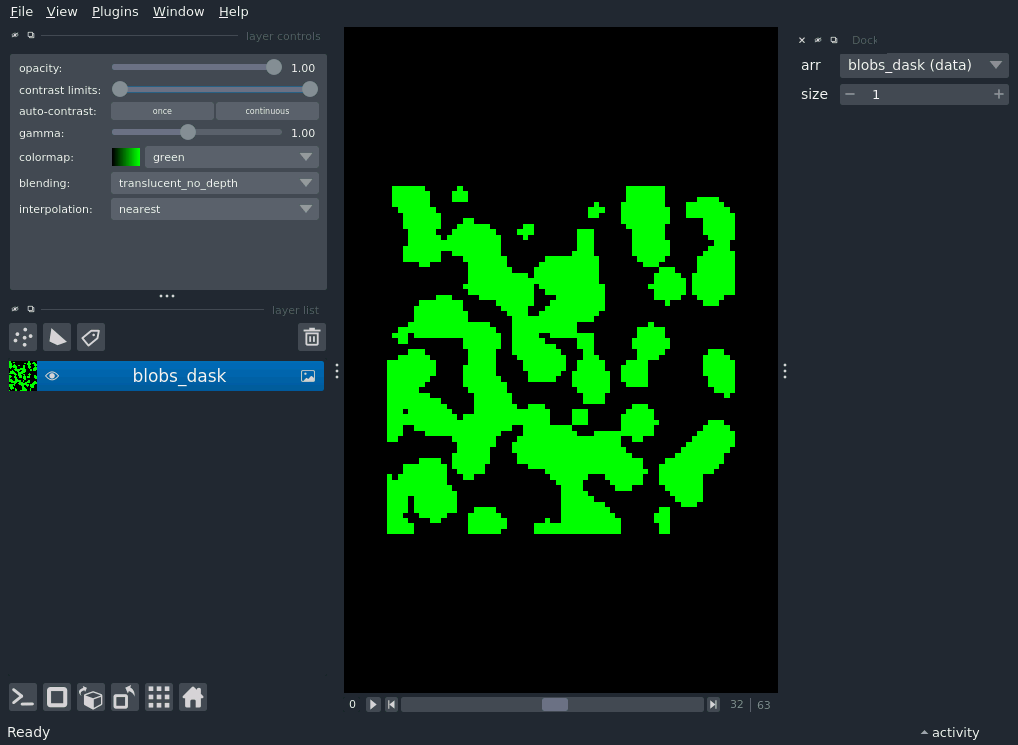 File View Plugins Window Help
layer controls
opacity: 1.00
contrast limits:
auto-contrast: once continuous
gamma: 1.00
colormap: green
blending: translucent_no_depth
interpolation: nearest
layer list
blobs_dask
0 32 63
Ready
Dock
arr blobs_dask (data)
size 1
activity